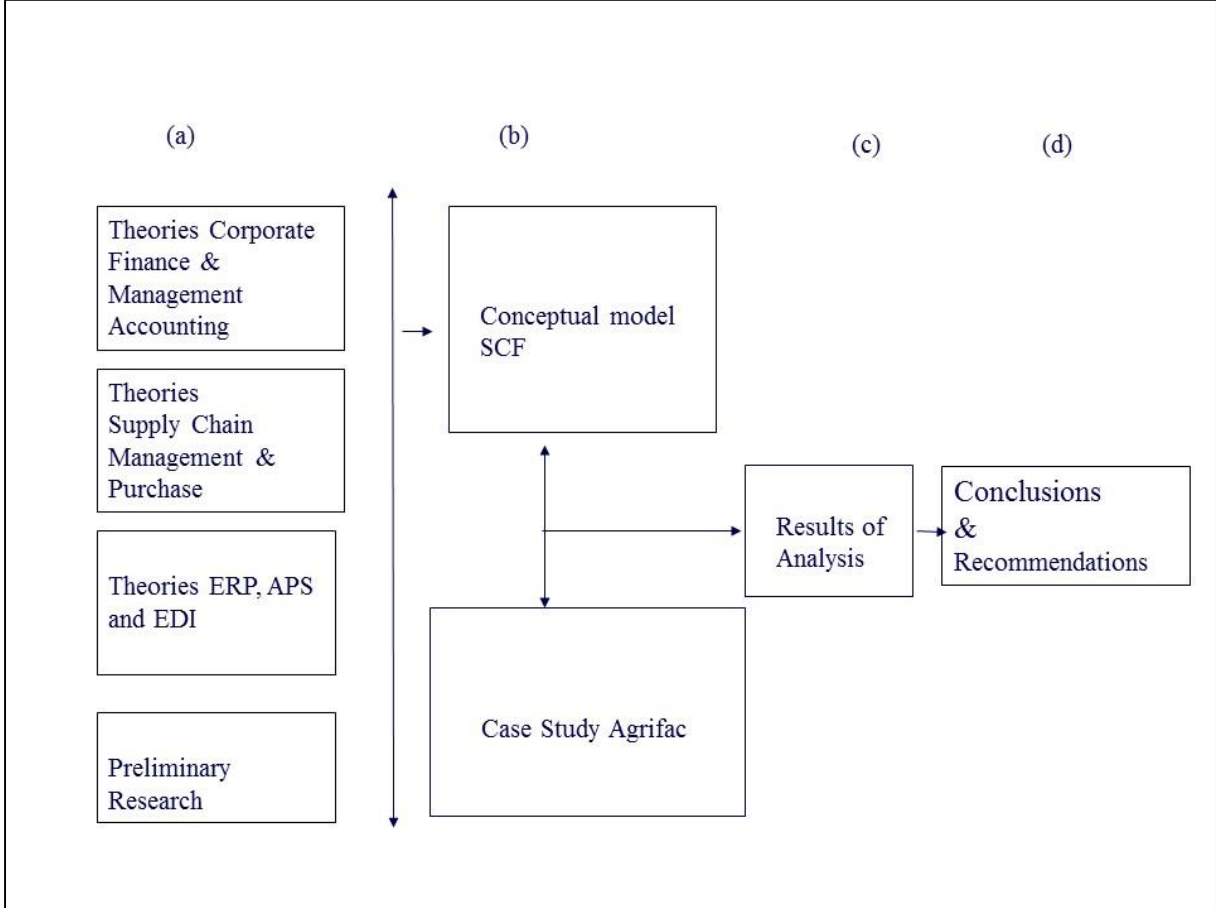 (a)
(b)
(c)
(d)
Theories Corporate
Finance &
Management
Accounting
Theories
Supply Chain
Management &
Purchase
Theories ERP, APS
and EDI
Preliminary
Research
Conceptual model
SCF
Case Study Agrifac
Results of
Analysis
Conclusions
&
Recommendations